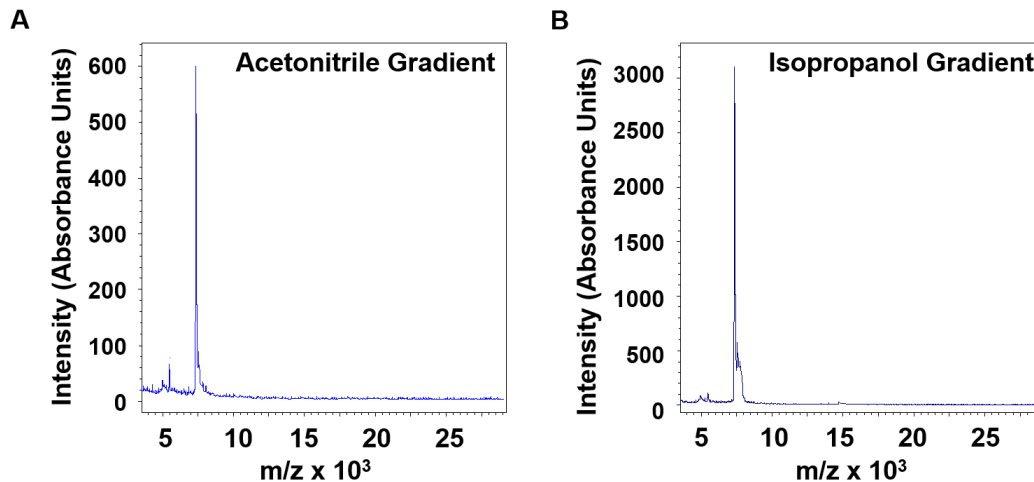 A
Acetonitrile Gradient
Intensity (Absorbance Units)
600
500
400
300
200
100
0
5 10 15 20 25
m/z x 10³
B
Isopropanol Gradient
Intensity (Absorbance Units)
3000
2500
2000
1500
1000
500
0
5 10 15 20 25
m/z x 10³